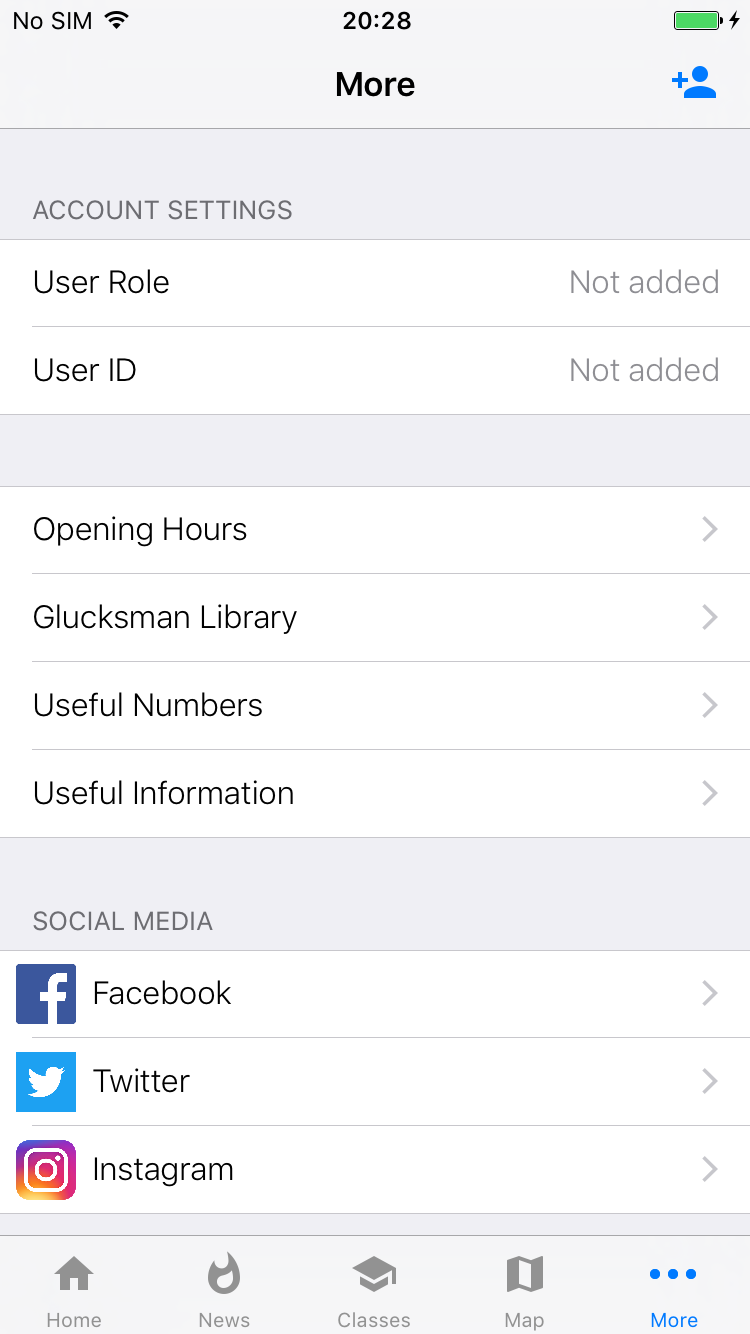 No SIM 20:28
More
ACCOUNT SETTINGS
User Role Not added
User ID Not added
Opening Hours
Glucksman Library
Useful Numbers
Useful Information
SOCIAL MEDIA
Facebook
Twitter
Instagram
Home News Classes Map More